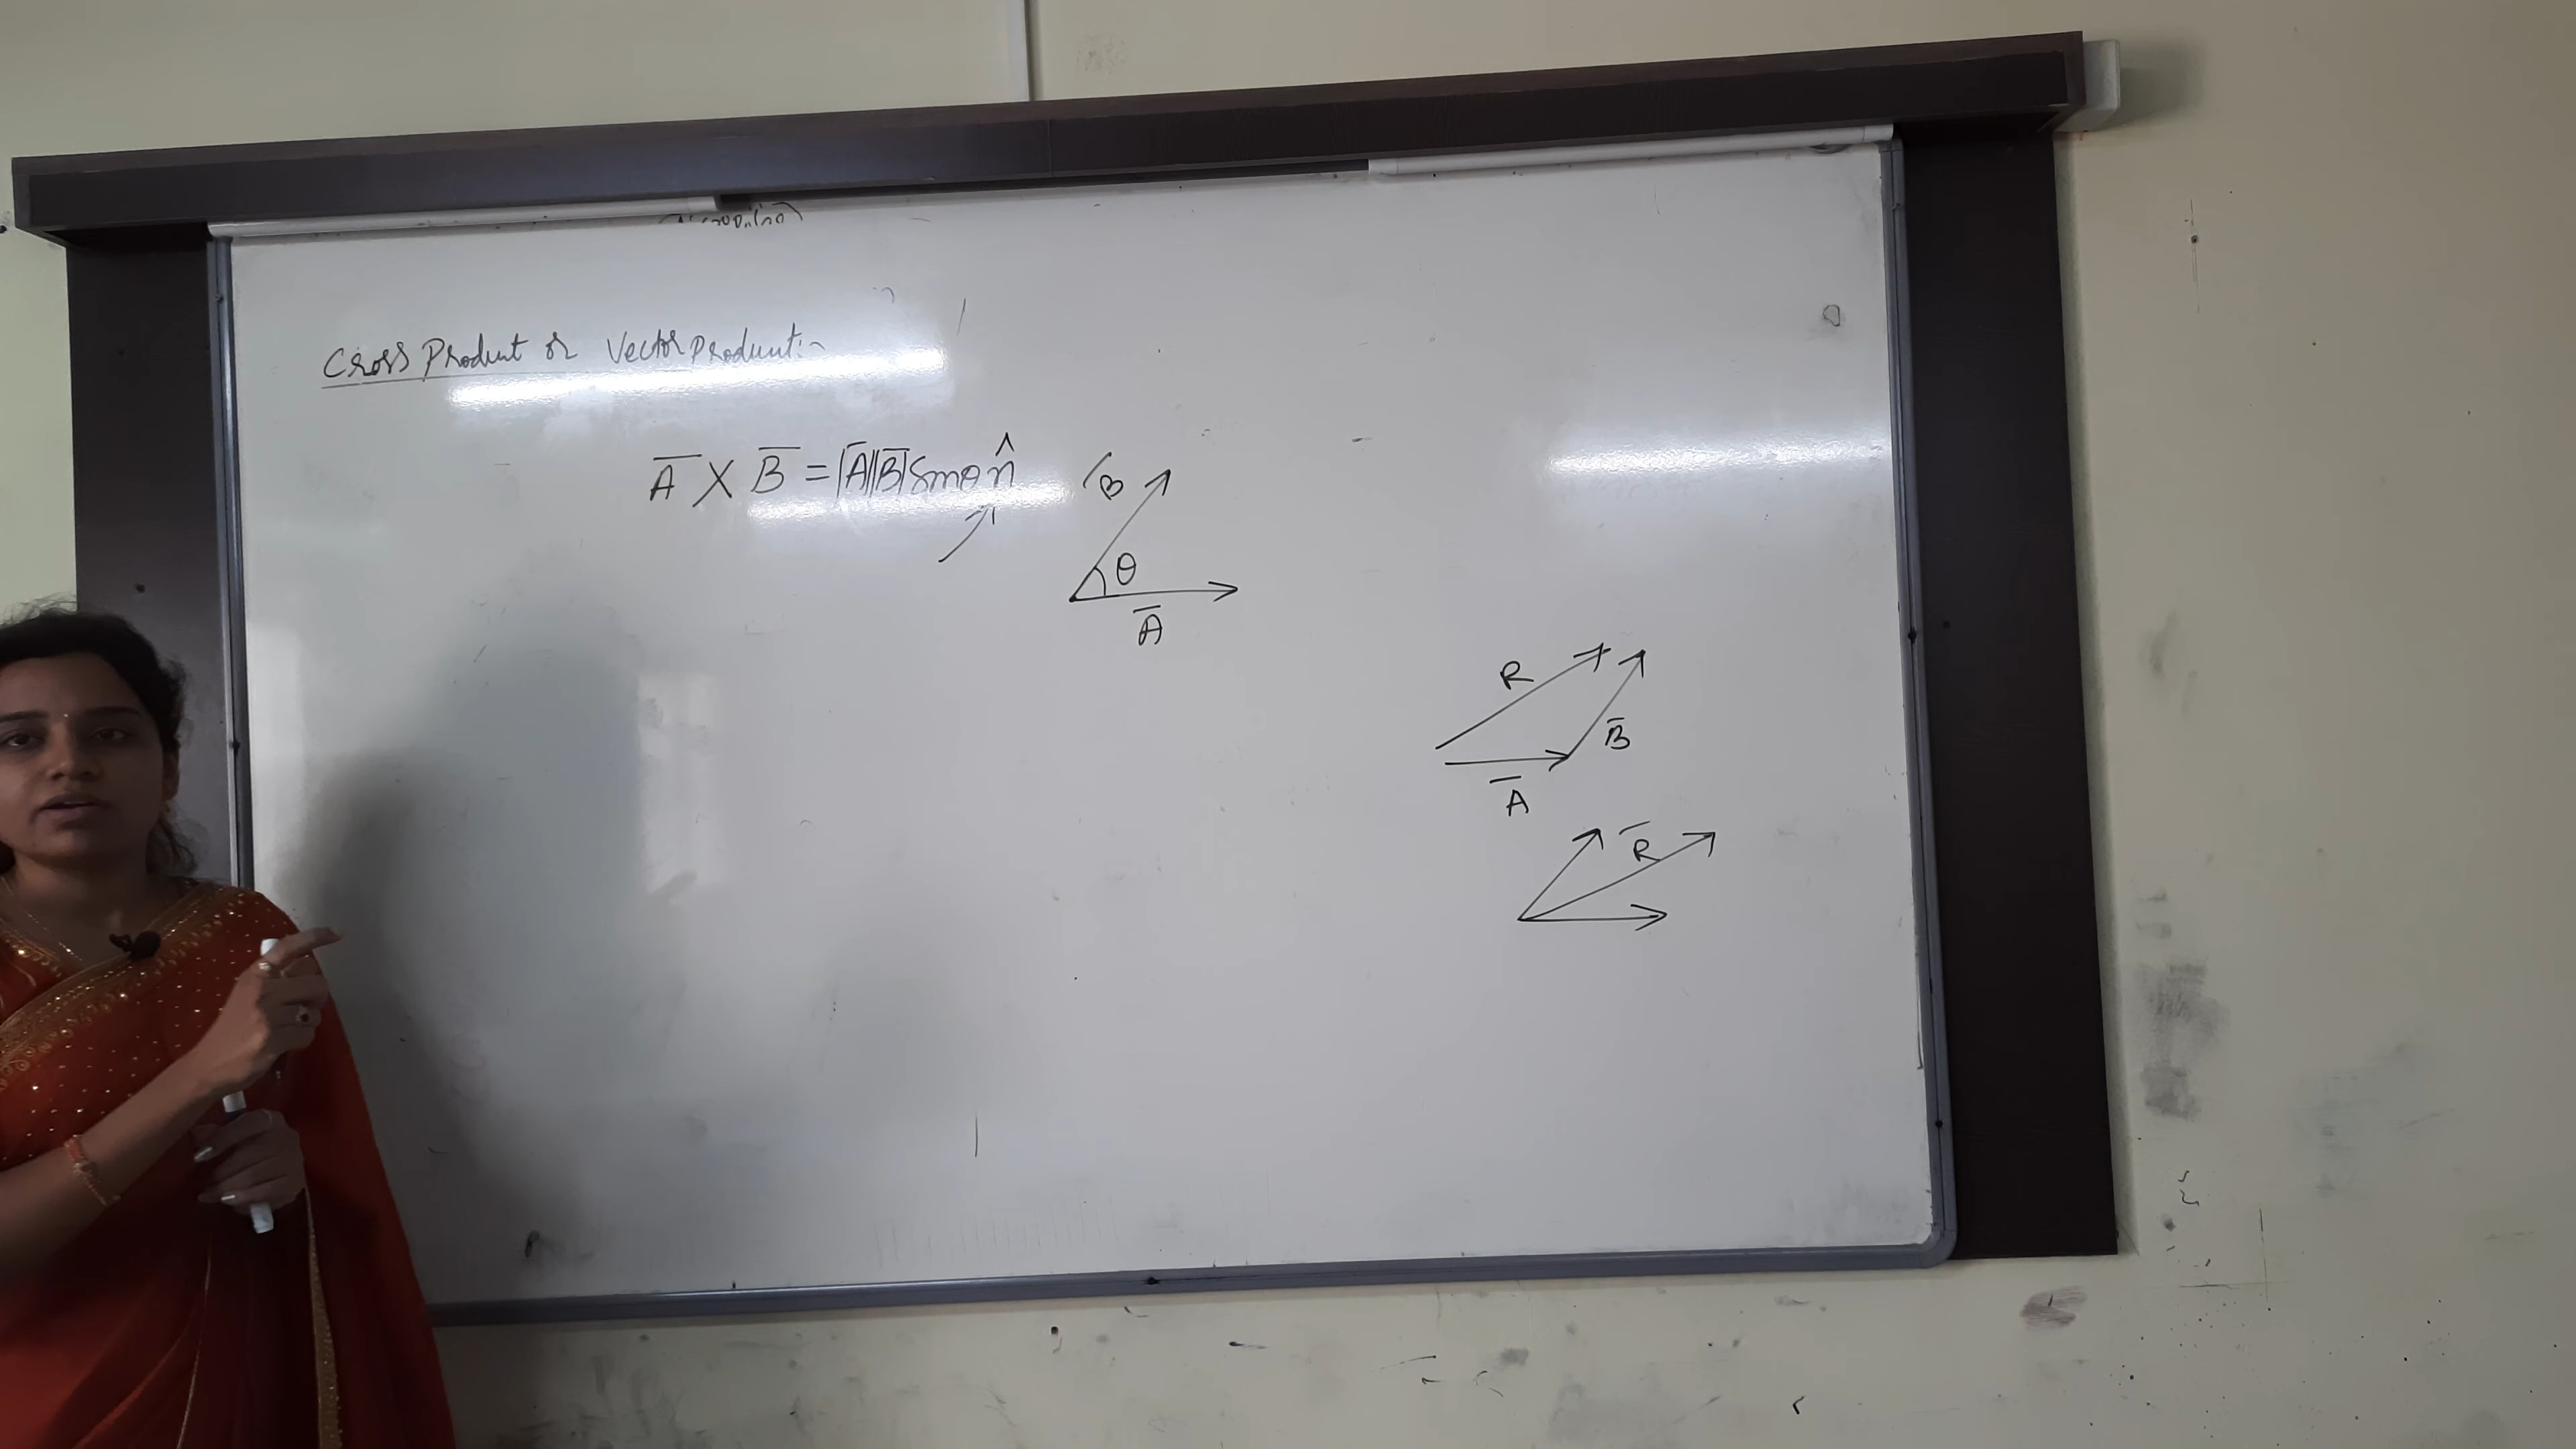 Cross Product or Vector Product:-
A̅ X B̅ = |A̅||B̅| Sinθ n̂
B
θ
A̅
R
B̅
A̅
R̅